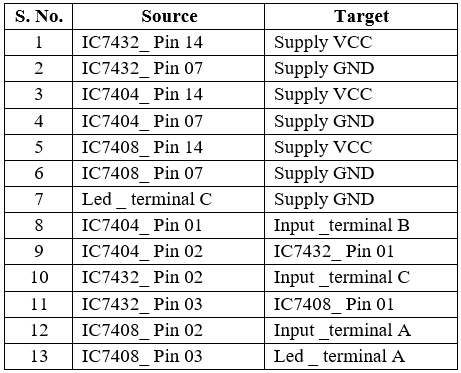 S. No. Source Target
1 IC7432_ Pin 14 Supply VCC
2 IC7432_ Pin 07 Supply GND
3 IC7404_ Pin 14 Supply VCC
4 IC7404_ Pin 07 Supply GND
5 IC7408_ Pin 14 Supply VCC
6 IC7408_ Pin 07 Supply GND
7 Led _ terminal C Supply GND
8 IC7404_ Pin 01 Input _terminal B
9 IC7404_ Pin 02 IC7432_ Pin 01
10 IC7432_ Pin 02 Input _terminal C
11 IC7432_ Pin 03 IC7408_ Pin 01
12 IC7408_ Pin 02 Input _terminal A
13 IC7408_ Pin 03 Led _ terminal A